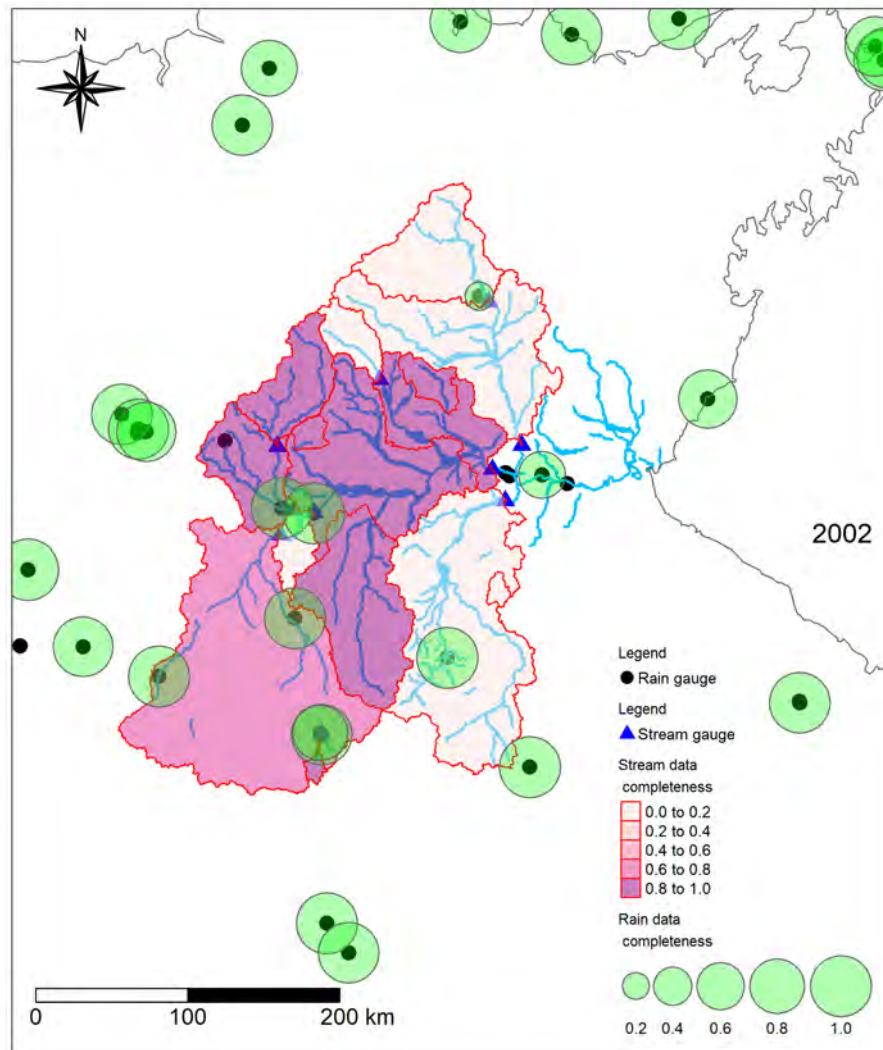 N
2002
Legend
Rain gauge
Legend
Stream gauge
Stream data
completeness
0.0 to 0.2
0.2 to 0.4
0.4 to 0.6
0.6 to 0.8
0.8 to 1.0
Rain data
completeness
0.2 0.4 0.6 0.8 1.0
0 100 200 km